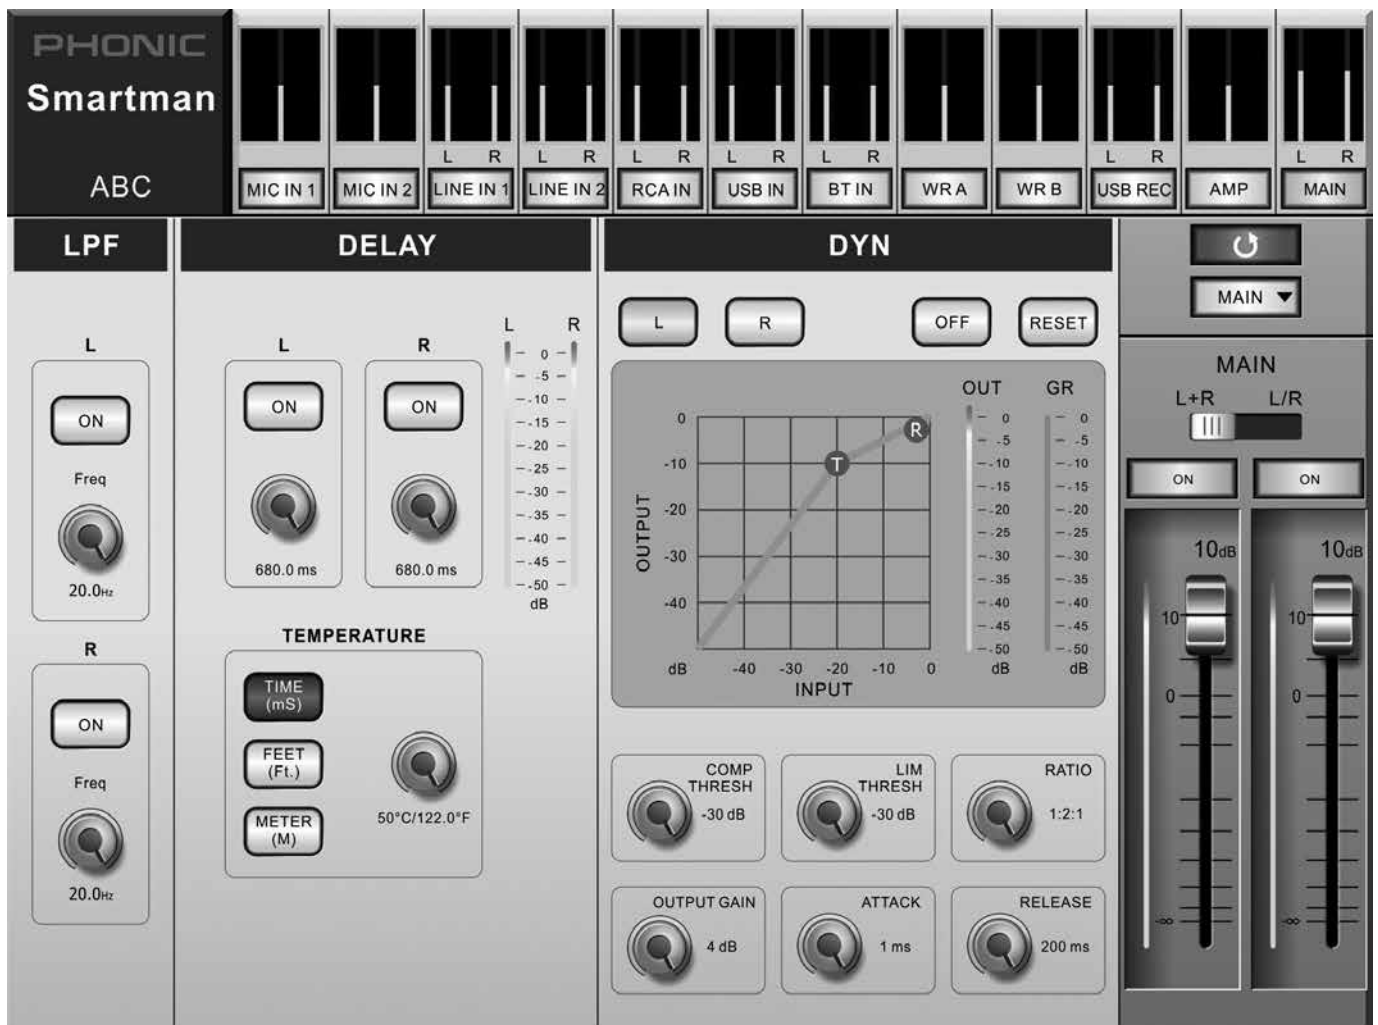 PHONIC
Smartman
ABC
L R L R L R L R L R L R L R
MIC IN 1 MIC IN 2 LINE IN 1 LINE IN 2 RCA IN USB IN BT IN WR A WR B USB REC AMP MAIN
LPF DELAY DYN
MAIN
L
ON
Freq
20.0Hz
R
ON
Freq
20.0Hz
L R
ON ON
680.0 ms 680.0 ms
L R
0
-5
-10
-15
-20
-25
-30
-35
-40
-45
-50
dB
TEMPERATURE
TIME
(mS)
FEET
(Ft.)
METER
(M)
50°C/122.0°F
L R OFF RESET
OUTPUT
0
-10
-20
-30
-40
dB -40 -30 -20 -10 0
INPUT
T R
OUT GR
0 0
-5 -5
-10 -10
-15 -15
-20 -20
-25 -25
-30 -30
-35 -35
-40 -40
-45 -45
-50 -50
dB dB
COMP
THRESH
-30 dB
LIM
THRESH
-30 dB
RATIO
1:2:1
OUTPUT GAIN
4 dB
ATTACK
1 ms
RELEASE
200 ms
MAIN
L+R L/R
ON ON
10dB 10dB
10 10
0 0
-∞ -∞